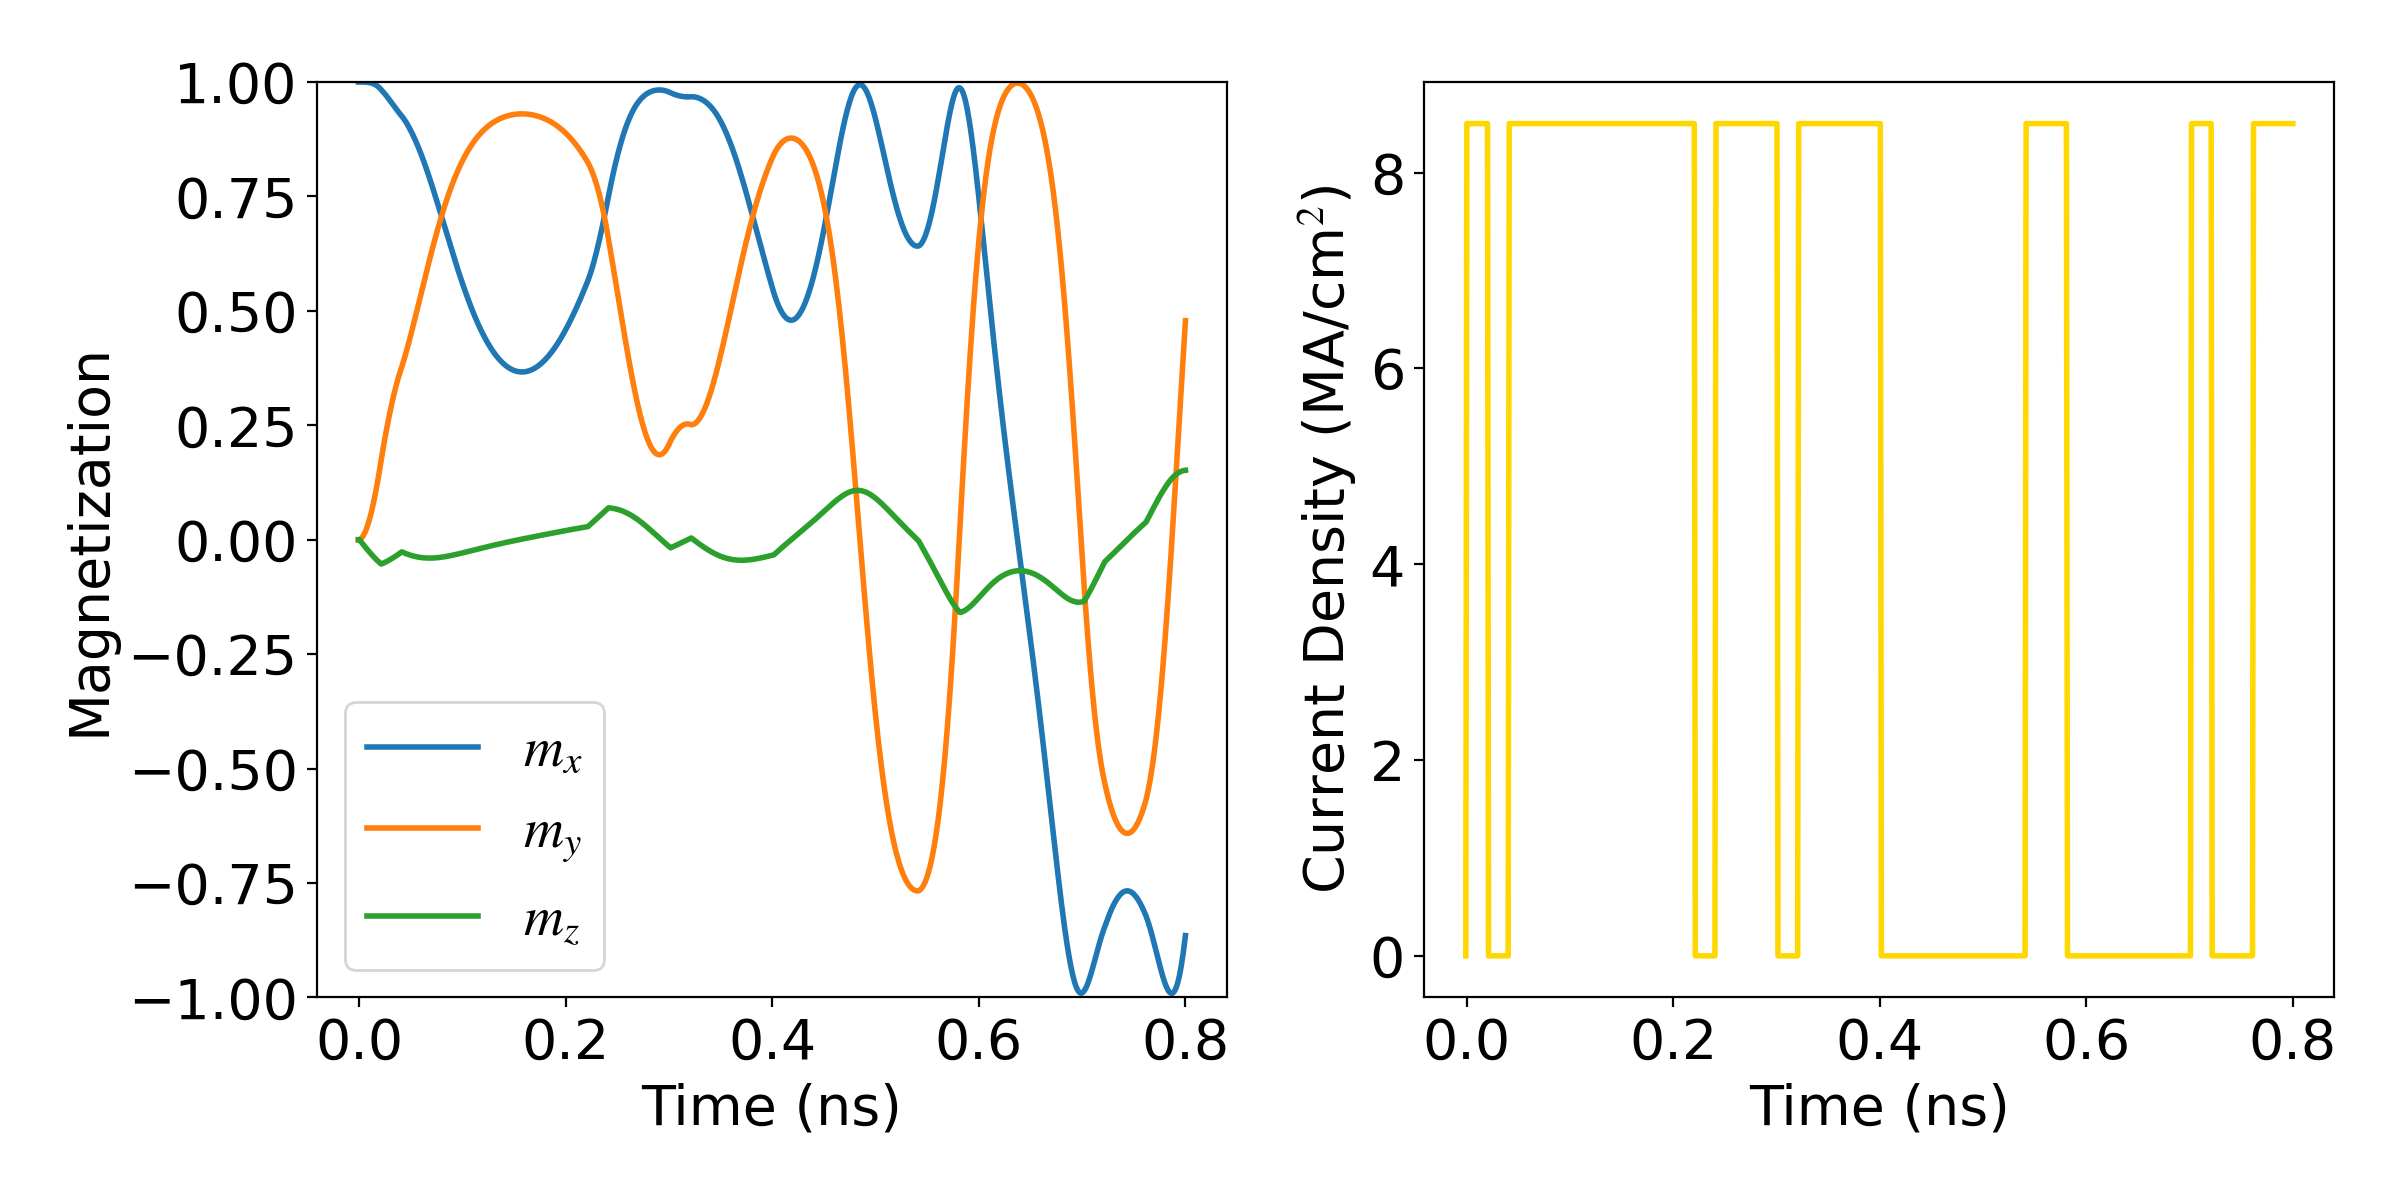 Magnetization
1.00
0.75
0.50
0.25
0.00
−0.25
−0.50
−0.75
−1.00
m_x
m_y
m_z
0.0 0.2 0.4 0.6 0.8
Time (ns)
Current Density (MA/cm²)
8
6
4
2
0
0.0 0.2 0.4 0.6 0.8
Time (ns)